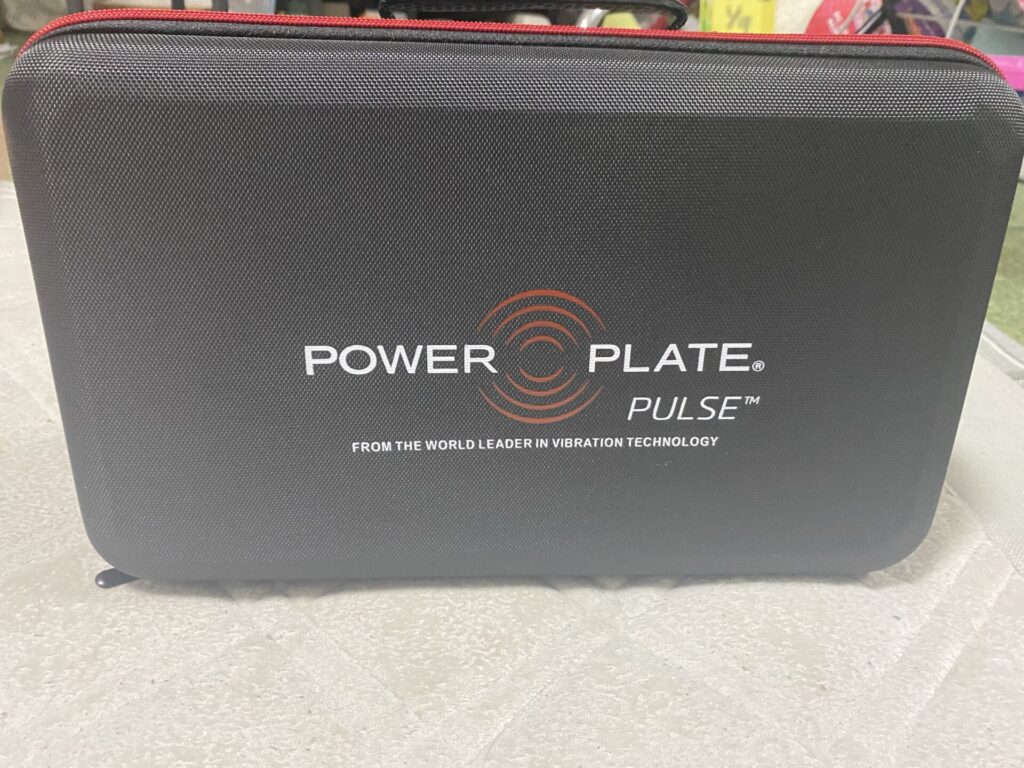 POWER PLATE®
PULSE™
FROM THE WORLD LEADER IN VIBRATION TECHNOLOGY